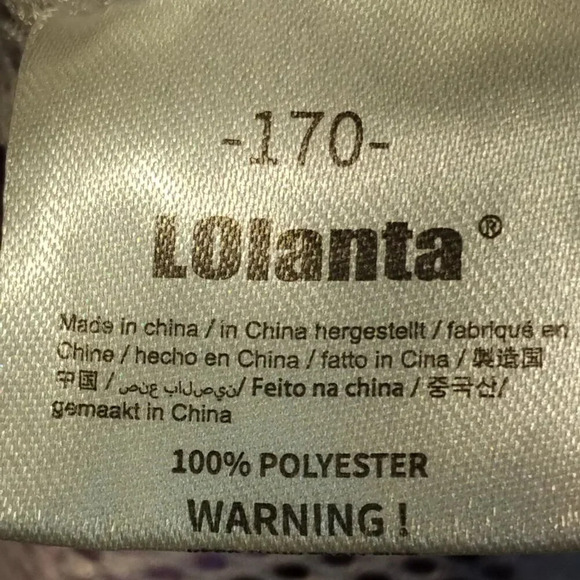 -170-
LOlanta®
Made in china / in China hergestellt / fabriqué en
Chine / hecho en China / fatto in Cina / 製造国
中国 / صنع بالصين/ Feito na china / 중국산/
gemaakt in China
100% POLYESTER
WARNING !